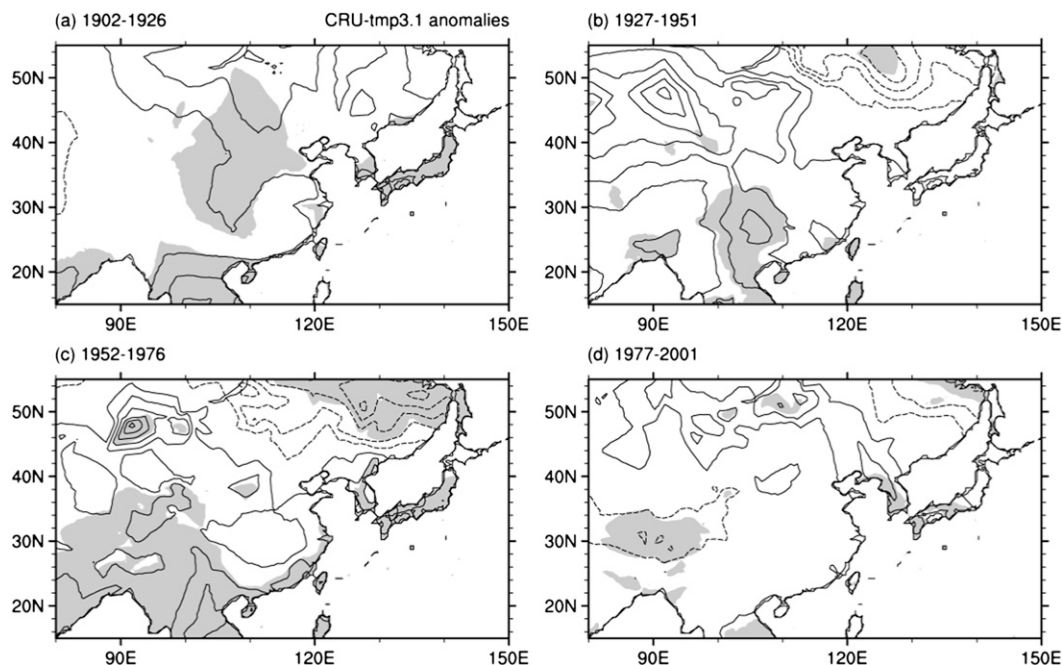 (a) 1902-1926 CRU-tmp3.1 anomalies
50N
40N
30N
20N
90E 120E 150E
(b) 1927-1951
50N
40N
30N
20N
90E 120E 150E
(c) 1952-1976
50N
40N
30N
20N
90E 120E 150E
(d) 1977-2001
50N
40N
30N
20N
90E 120E 150E